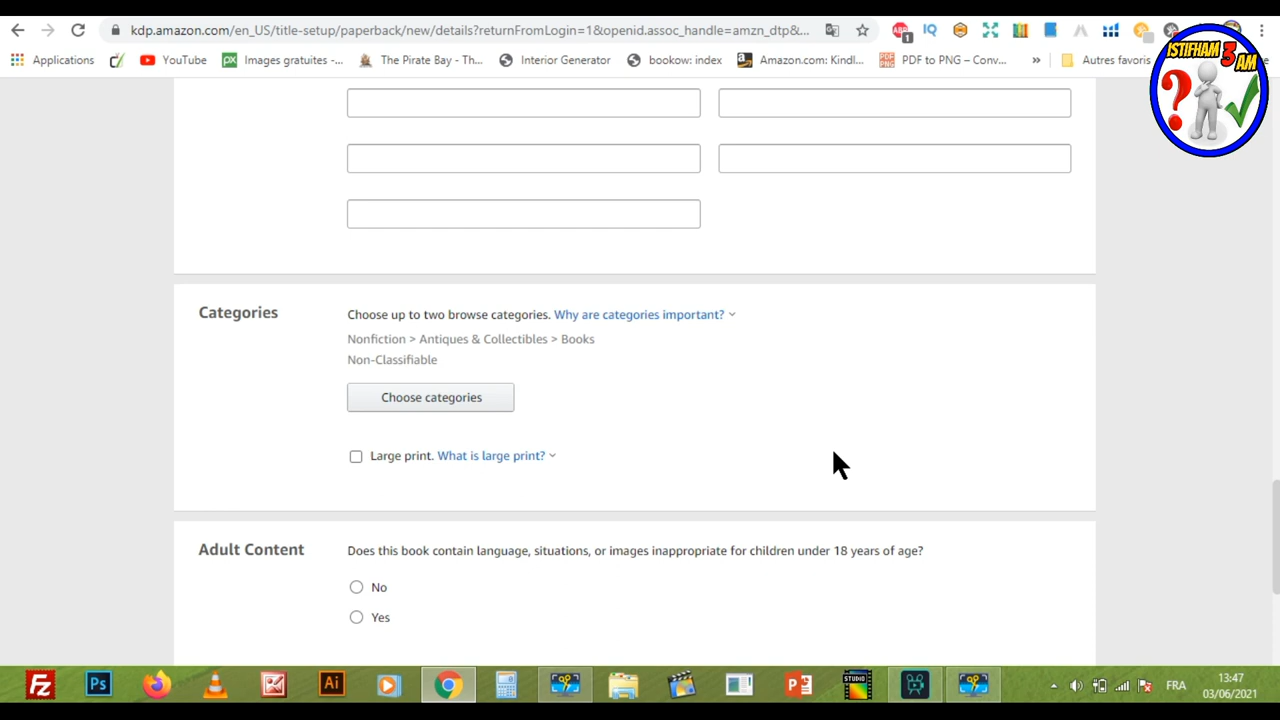 kdp.amazon.com/en_US/title-setup/paperback/new/details?returnFromLogin=1&openid.assoc_handle=amzn_dtp&...
ISTIFHAM 3 AM
Applications
YouTube
Images gratuites -...
The Pirate Bay - Th...
Interior Generator
bookow: index
Amazon.com: Kindl...
PDF to PNG – Conv...
»
Autres favoris
Categories
Choose up to two browse categories. Why are categories important?
Nonfiction > Antiques & Collectibles > Books
Non-Classifiable
Choose categories
Large print. What is large print?
Adult Content
Does this book contain language, situations, or images inappropriate for children under 18 years of age?
No
Yes
FRA
13:47
03/06/2021